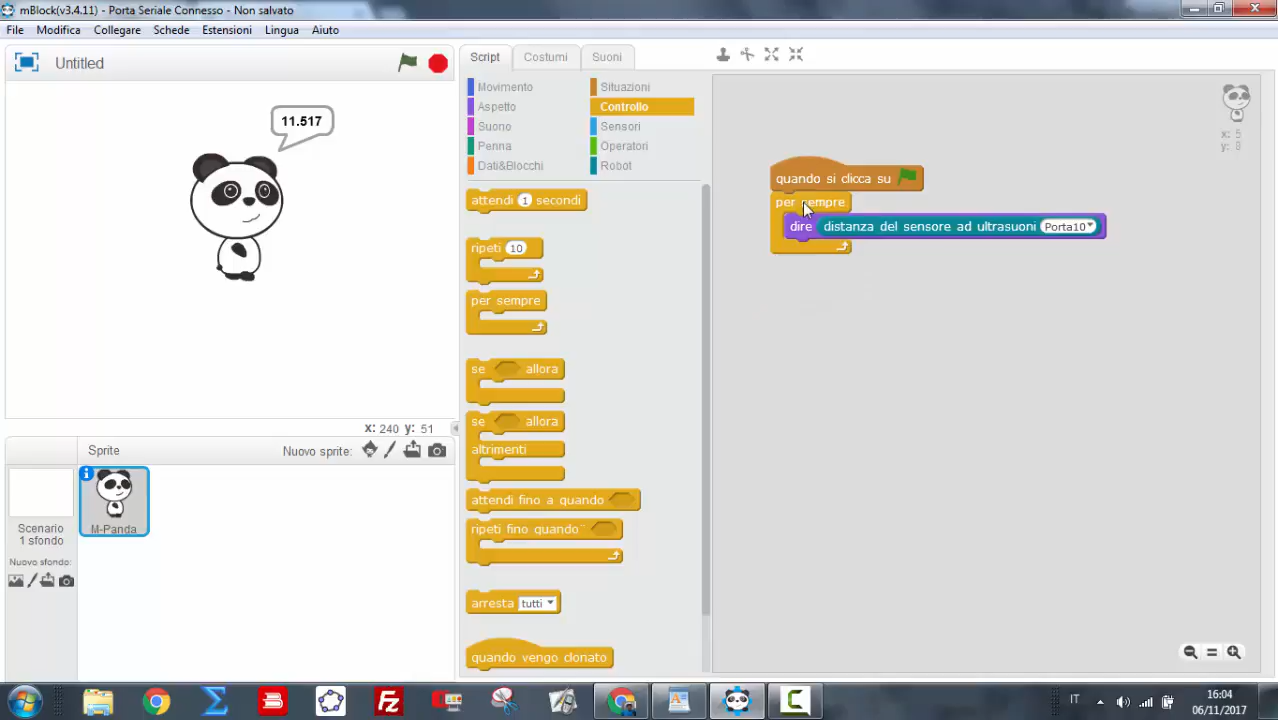 mBlock(v3.4.11) - Porta Seriale Connesso - Non salvato
File Modifica Collegare Schede Estensioni Lingua Aiuto
Untitled
11.517
x: 240 y: 51
Sprite Nuovo sprite:
Scenario
1 sfondo
Nuovo sfondo:
M-Panda
Script Costumi Suoni
Movimento Situazioni
Aspetto Controllo
Suono Sensori
Penna Operatori
Dati&Blocchi Robot
attendi 1 secondi
ripeti 10
per sempre
se allora
se allora
altrimenti
attendi fino a quando
ripeti fino quando~
arresta tutti
quando vengo clonato
quando si clicca su
per sempre
dire distanza del sensore ad ultrasuoni Porta10
x: 5
y: 9
IT
16:04
06/11/2017